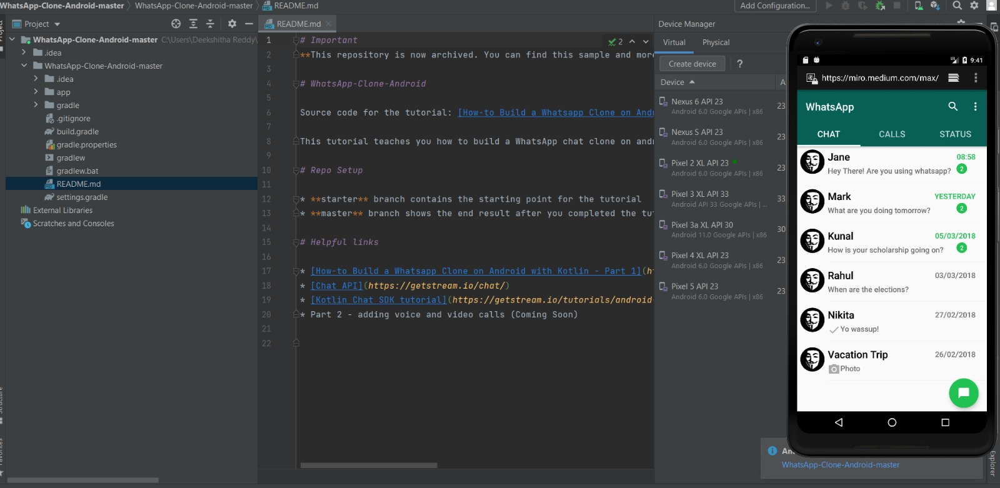 WhatsApp-Clone-Android-master WhatsApp-Clone-Android-master README.md
Add Configuration...
Project
README.md
WhatsApp-Clone-Android-master C:\Users\Deekshitha Reddy\
.idea
WhatsApp-Clone-Android-master
.idea
app
gradle
.gitignore
build.gradle
gradle.properties
gradlew
gradlew.bat
README.md
settings.gradle
External Libraries
Scratches and Consoles
1 # Important
2
2 **This repository is now archived. You can find this sample and more
3
4 # WhatsApp-Clone-Android
5
6 Source code for the tutorial: [How-to Build a Whatsapp Clone on
7
8 This tutorial teaches you how to build a WhatsApp chat clone on
9
10 # Repo Setup
11
12 * **starter** branch contains the starting point for the tutorial
13 * **master** branch shows the end result after you completed the
14
15 # Helpful links
16
17 * [How-to Build a Whatsapp Clone on Android with Kotlin - Part 1](
18 * [Chat API](https://getstream.io/chat/)
19 * [Kotlin Chat SDK tutorial](https://getstream.io/tutorials/android-
20 * Part 2 - adding voice and video calls (Coming Soon)
21
22
Device Manager
Virtual Physical
Create device ?
Device
Nexus 6 API 23
Android 6.0 Google APIs | x86
23
Nexus S API 23
Android 6.0 Google APIs | x86
23
Pixel 2 XL API 23
Android 6.0 Google APIs | x86
23
Pixel 3 XL API 33
Android API 33 Google APIs | ...
33
Pixel 3a XL API 30
Android 11.0 Google APIs | x86
30
Pixel 4 XL API 23
Android 6.0 Google APIs | x86
23
Pixel 5 API 23
Android 6.0 Google APIs | x86
23
9:41
https://miro.medium.com/max/
WhatsApp
CHAT CALLS STATUS
Jane 08:58
Hey There! Are you using whatsapp? 2
Mark YESTERDAY
What are you doing tomorrow? 2
Kunal 05/03/2018
How is your scholarship going on? 2
Rahul 03/03/2018
When are the elections?
Nikita 27/02/2018
Yo wassup!
Vacation Trip 26/02/2018
Photo
WhatsApp-Clone-Android-master
Explorer